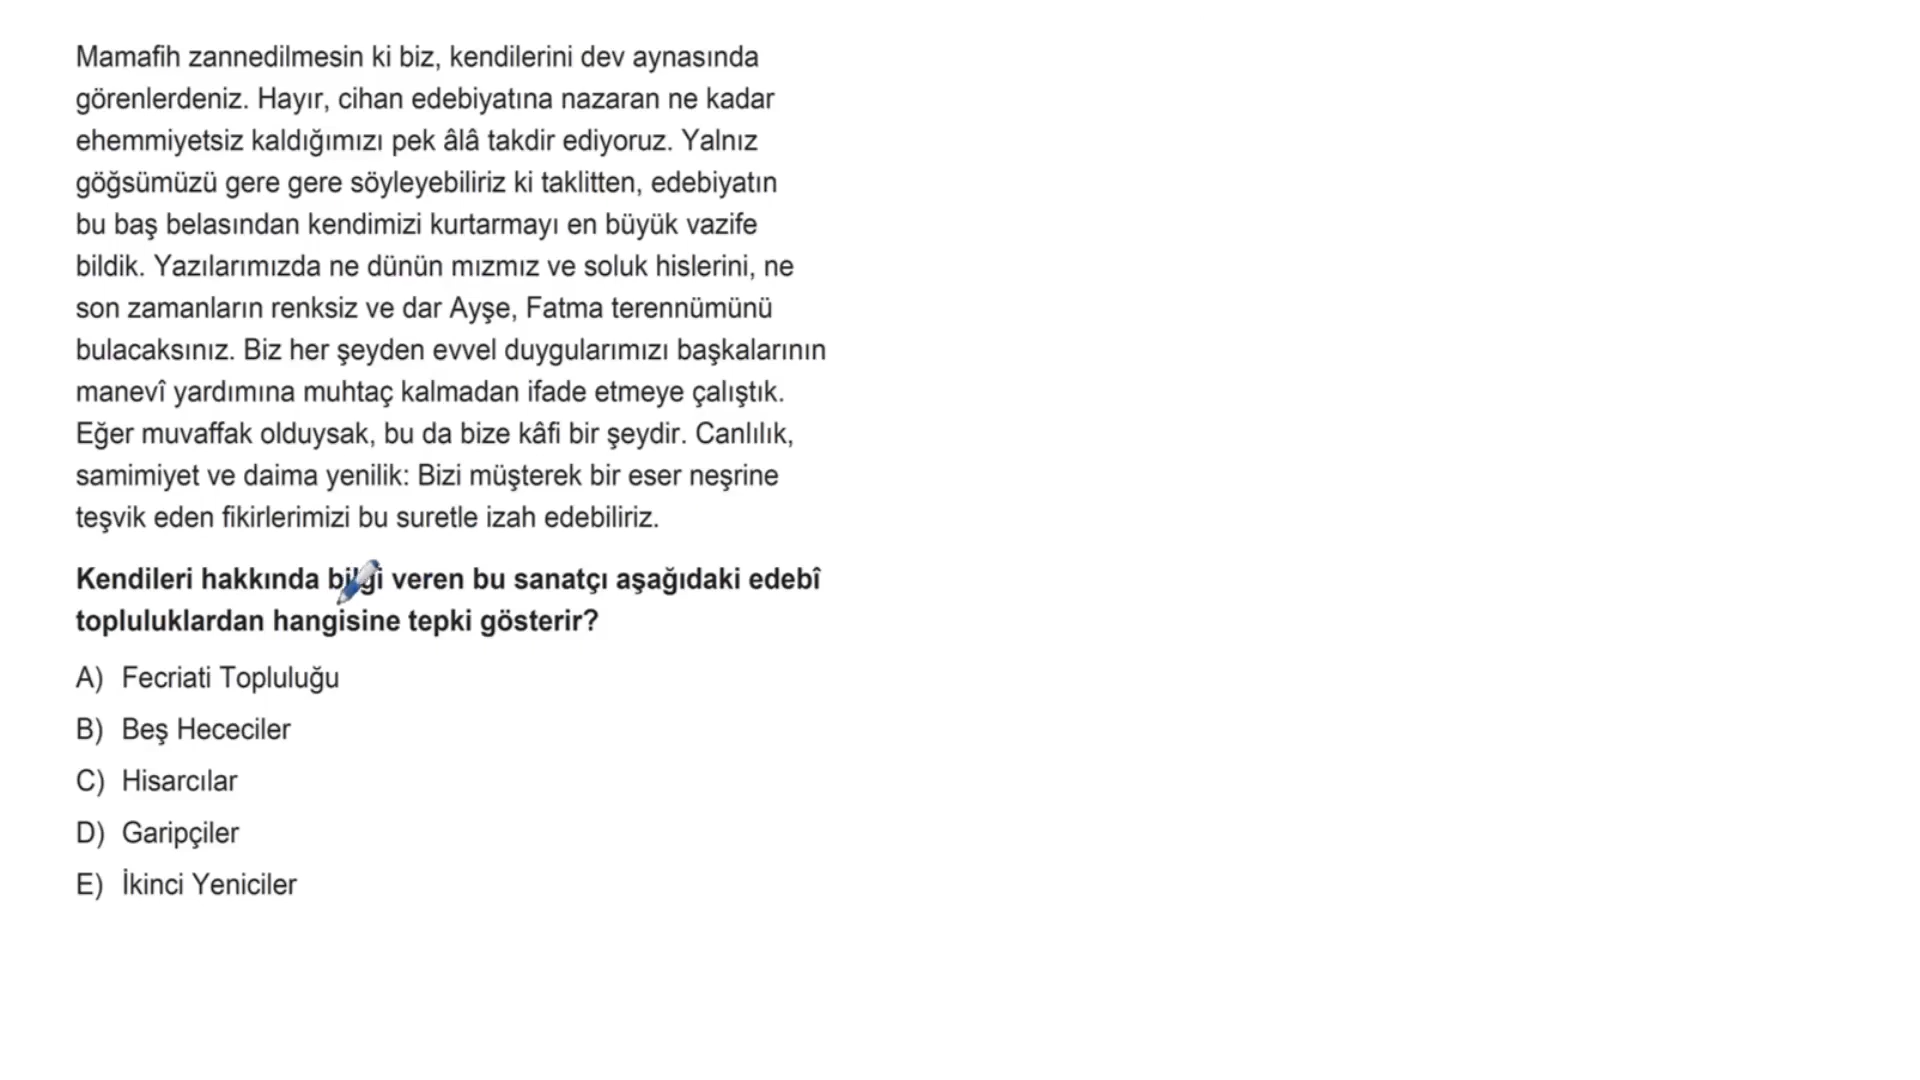 Mamafih zannedilmesin ki biz, kendilerini dev aynasında
görenlerdeniz. Hayır, cihan edebiyatına nazaran ne kadar
ehemmiyetsiz kaldığımızı pek âlâ takdir ediyoruz. Yalnız
göğsümüzü gere gere söyleyebiliriz ki taklitten, edebiyatın
bu baş belasından kendimizi kurtarmayı en büyük vazife
bildik. Yazılarımızda ne dünün mızmız ve soluk hislerini, ne
son zamanların renksiz ve dar Ayşe, Fatma terennümünü
bulacaksınız. Biz her şeyden evvel duygularımızı başkalarının
manevî yardımına muhtaç kalmadan ifade etmeye çalıştık.
Eğer muvaffak olduysak, bu da bize kâfi bir şeydir. Canlılık,
samimiyet ve daima yenilik: Bizi müşterek bir eser neşrine
teşvik eden fikirlerimizi bu suretle izah edebiliriz.
Kendileri hakkında bilgi veren bu sanatçı aşağıdaki edebî
topluluklardan hangisine tepki gösterir?
A) Fecriati Topluluğu
B) Beş Hececiler
C) Hisarcılar
D) Garipçiler
E) İkinci Yeniciler